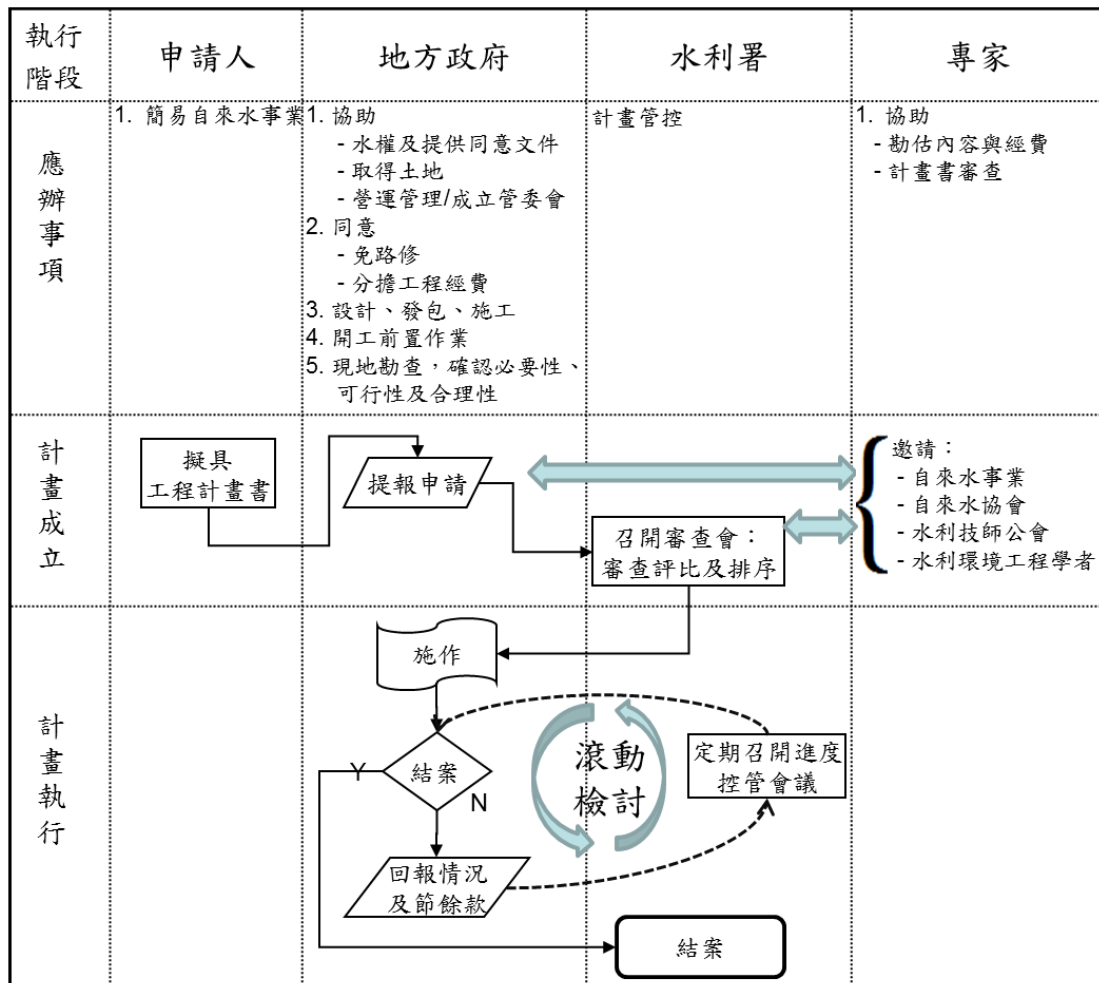 執行
階段
申請人
地方政府
水利署
專家
應
辦
事
項
1. 簡易自來水事業
1. 協助
- 水權及提供同意文件
- 取得土地
- 營運管理/成立管委會
2. 同意
- 免路修
- 分擔工程經費
3. 設計、發包、施工
4. 開工前置作業
5. 現地勘查，確認必要性、
可行性及合理性
計畫管控
1. 協助
- 勘估內容與經費
- 計畫書審查
計
畫
成
立
擬具
工程計畫書
提報申請
召開審查會：
審查評比及排序
邀請：
- 自來水事業
- 自來水協會
- 水利技師公會
- 水利環境工程學者
計
畫
執
行
施作
結案
Y
N
回報情況
及節餘款
滾動
檢討
定期召開進度
控管會議
結案